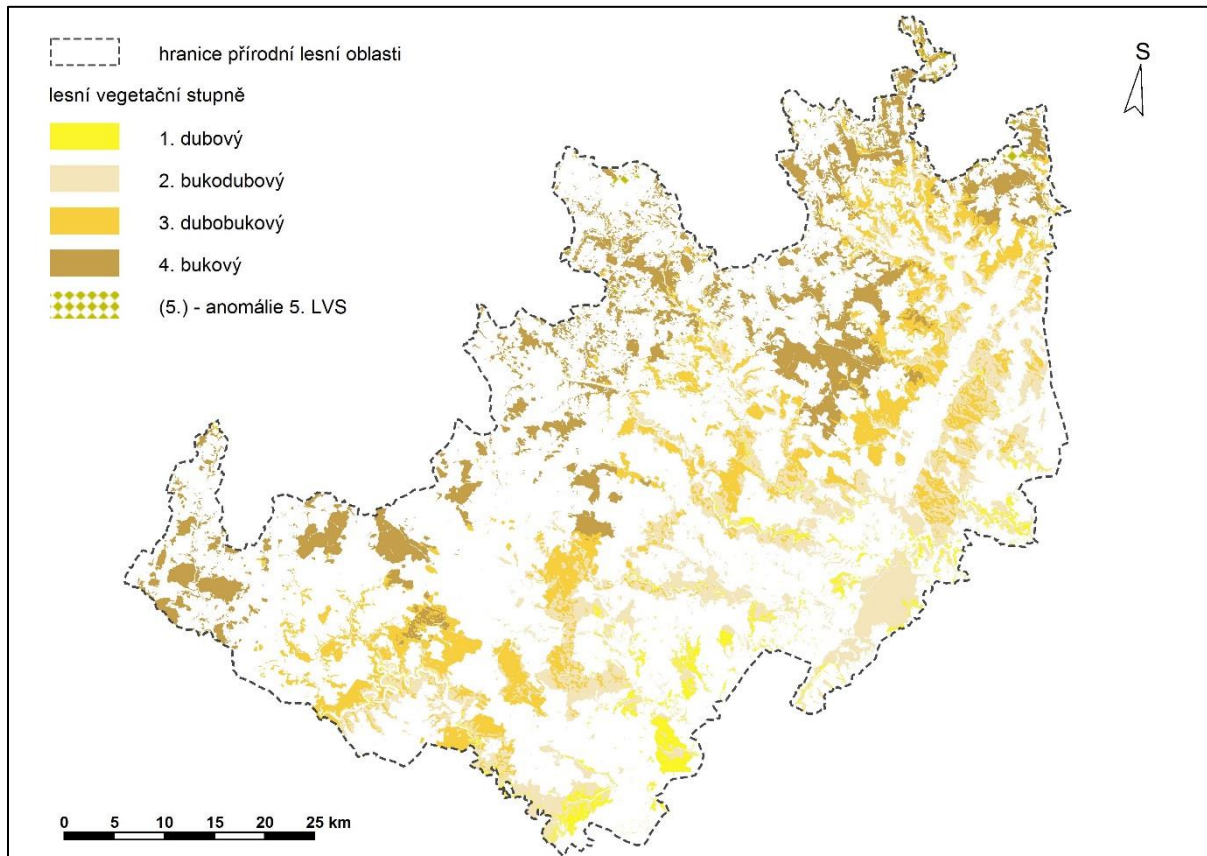 hranice přírodní lesní oblasti
S
lesní vegetační stupně
1. dubový
2. bukodubový
3. dubobukový
4. bukový
(5.) - anomálie 5. LVS
0 5 10 15 20 25 km